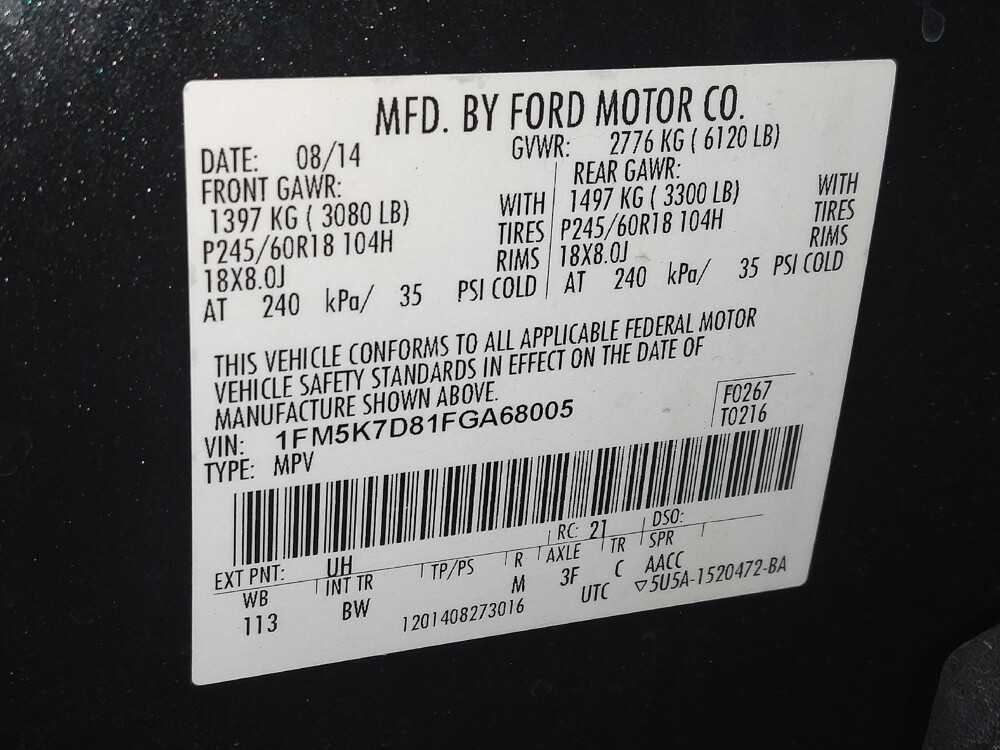 MFD. BY FORD MOTOR CO.
DATE: 08/14 GVWR: 2776 KG ( 6120 LB)
FRONT GAWR: REAR GAWR:
1397 KG ( 3080 LB) WITH 1497 KG ( 3300 LB) WITH
P245/60R18 104H TIRES P245/60R18 104H TIRES
18X8.0J RIMS 18X8.0J RIMS
AT 240 kPa/ 35 PSI COLD AT 240 kPa/ 35 PSI COLD
THIS VEHICLE CONFORMS TO ALL APPLICABLE FEDERAL MOTOR
VEHICLE SAFETY STANDARDS IN EFFECT ON THE DATE OF
MANUFACTURE SHOWN ABOVE.
VIN: 1FM5K7D81FGA68005 F0267
TYPE: MPV T0216
EXT PNT: UH RC: 21 DSO:
WB INT TR TP/PS R AXLE TR SPR
113 BW M 3F C AACC
1201408273016 UTC ▽5U5A-1520472-BA